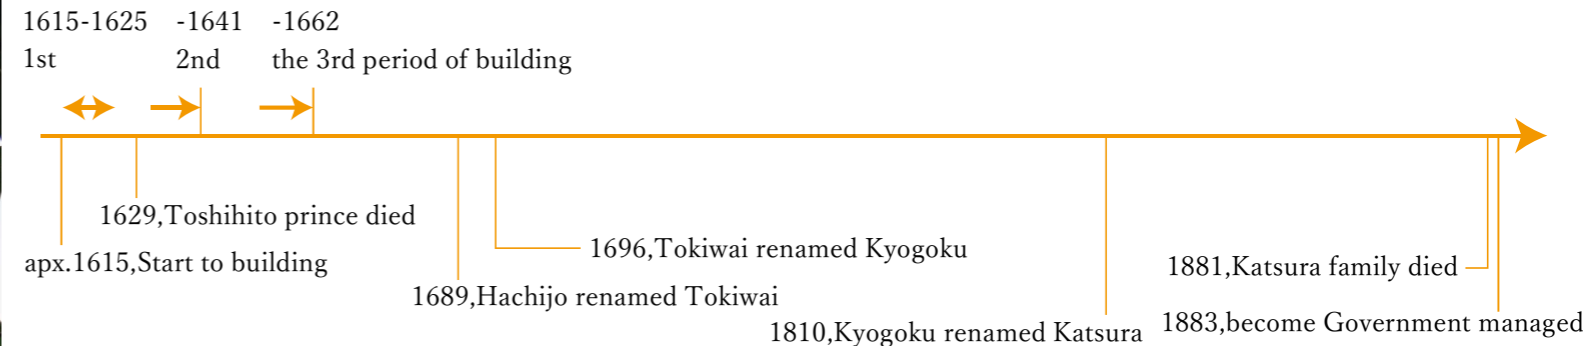 1615-1625 -1641 -1662
1st 2nd the 3rd period of building
1629,Toshihito prince died
apx.1615,Start to building
1696,Tokiwai renamed Kyogoku
1689,Hachijo renamed Tokiwai
1881,Katsura family died
1810,Kyogoku renamed Katsura
1883,become Government managed